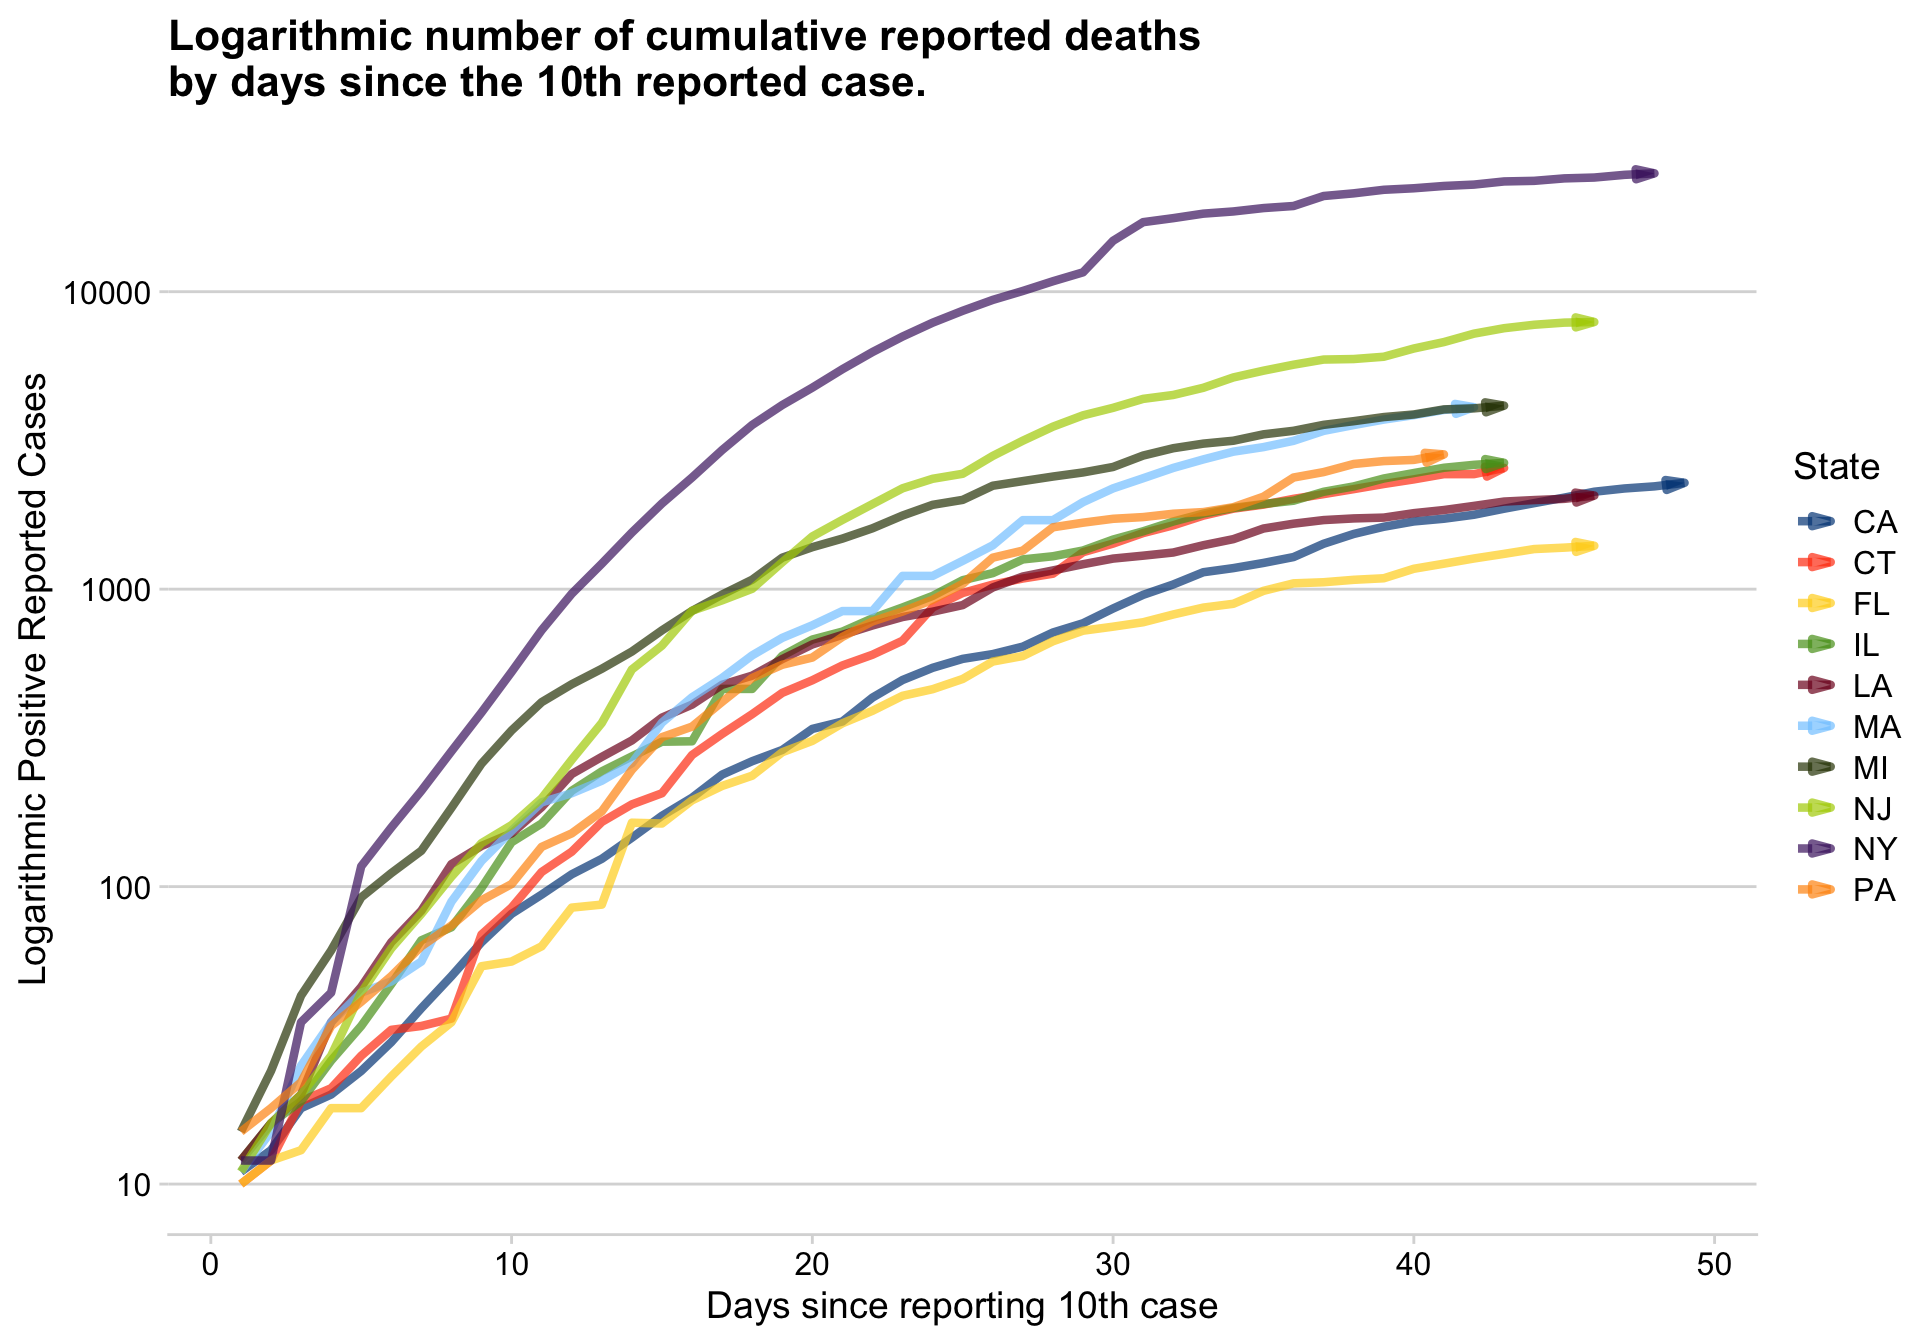 Logarithmic number of cumulative reported deaths
by days since the 10th reported case.
Logarithmic Positive Reported Cases
10000
1000
100
10
0 10 20 30 40 50
Days since reporting 10th case
State
CA
CT
FL
IL
LA
MA
MI
NJ
NY
PA